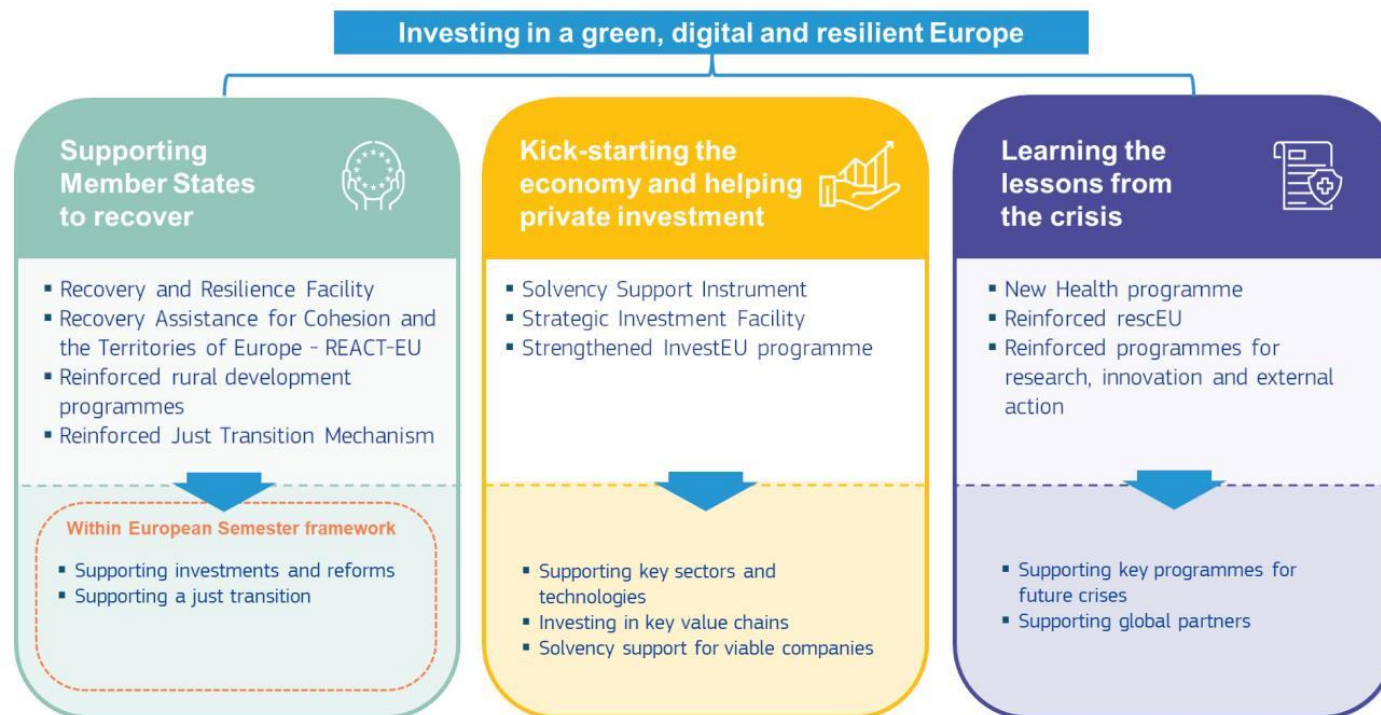 Investing in a green, digital and resilient Europe
Supporting
Member States
to recover
▪ Recovery and Resilience Facility
▪ Recovery Assistance for Cohesion and
the Territories of Europe - REACT-EU
▪ Reinforced rural development
programmes
▪ Reinforced Just Transition Mechanism
Within European Semester framework
▪ Supporting investments and reforms
▪ Supporting a just transition
Kick-starting the
economy and helping
private investment
▪ Solvency Support Instrument
▪ Strategic Investment Facility
▪ Strengthened InvestEU programme
▪ Supporting key sectors and
technologies
▪ Investing in key value chains
▪ Solvency support for viable companies
Learning the
lessons from
the crisis
▪ New Health programme
▪ Reinforced rescEU
▪ Reinforced programmes for
research, innovation and external
action
▪ Supporting key programmes for
future crises
▪ Supporting global partners